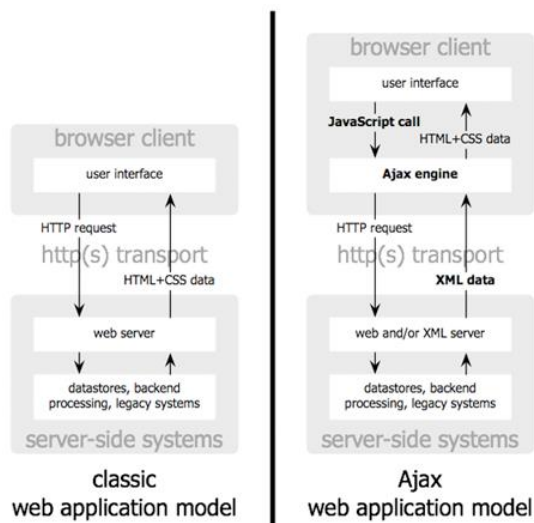 browser client
user interface
HTTP request
http(s) transport
HTML+CSS data
web server
datastores, backend
processing, legacy systems
server-side systems
classic
web application model
browser client
user interface
JavaScript call
HTML+CSS data
Ajax engine
HTTP request
http(s) transport
XML data
web and/or XML server
datastores, backend
processing, legacy systems
server-side systems
Ajax
web application model